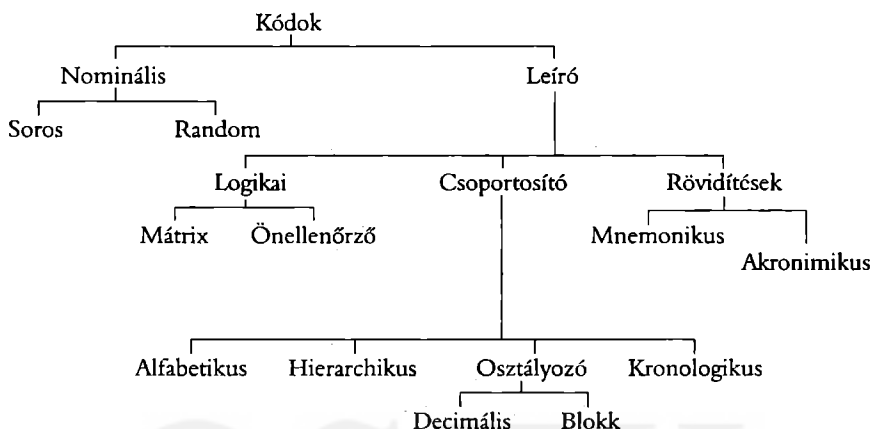 Kódok
Nominális Leíró
Soros Random
Logikai Csoportosító Rövidítések
Mátrix Önellenőrző Mnemonikus
Akronimikus
Alfabetikus Hierarchikus Osztályozó Kronologikus
Decimális Blokk